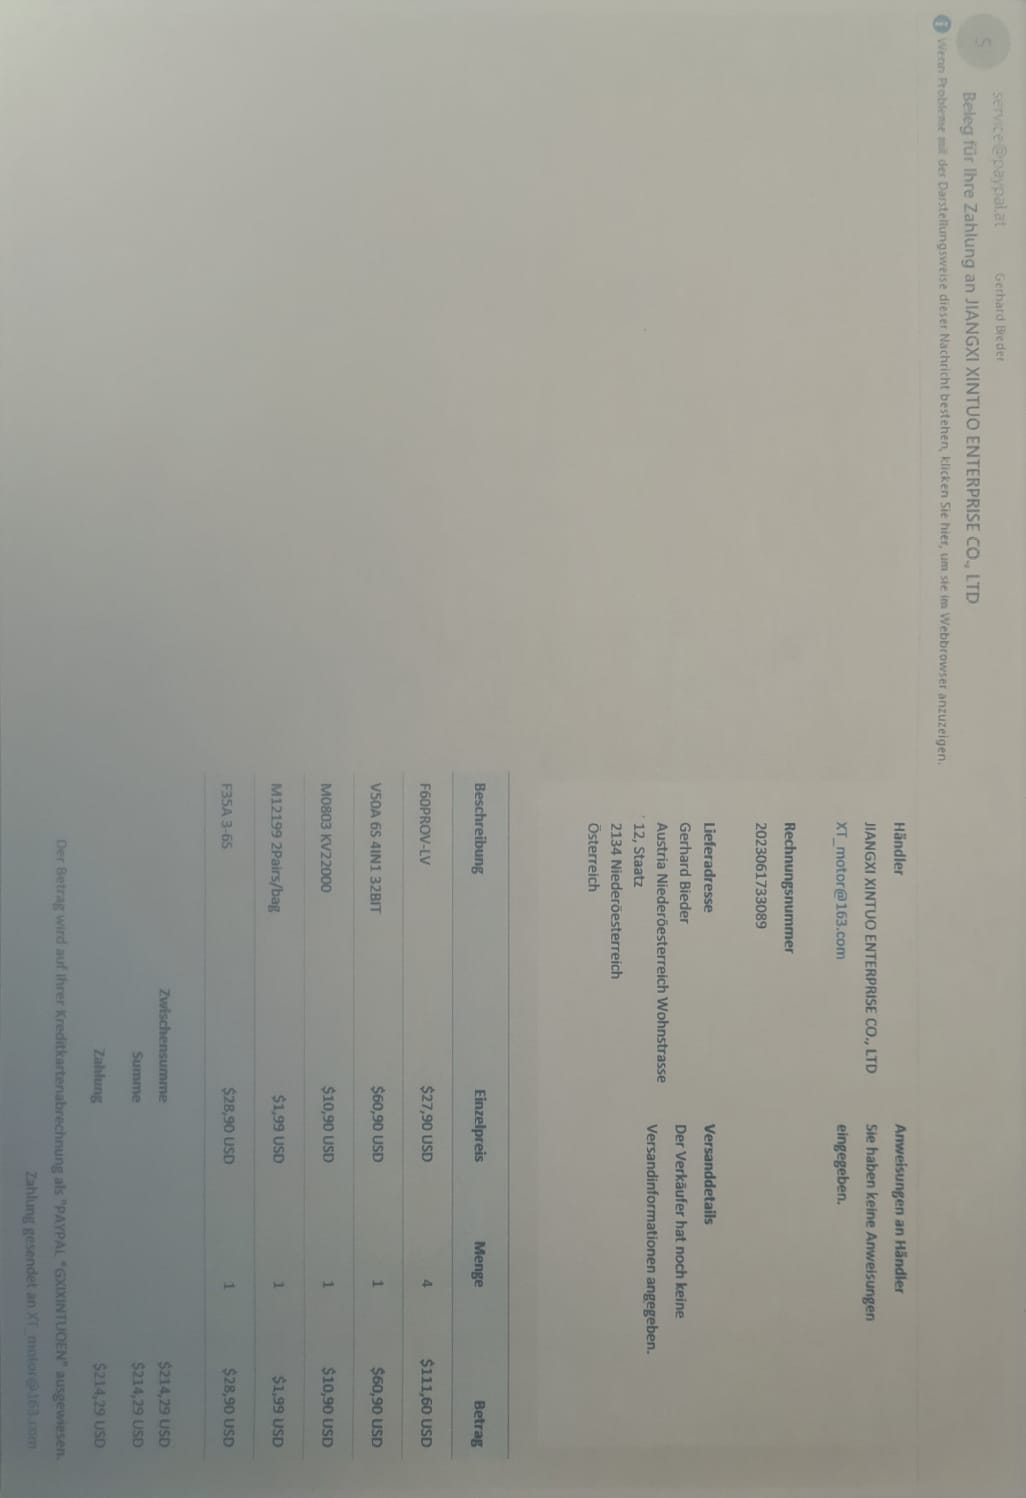 S
service@paypal.at Gerhard Bieder
Beleg für Ihre Zahlung an JIANGXI XINTUO ENTERPRISE CO., LTD
Wenn Probleme mit der Darstellungsweise dieser Nachricht bestehen, klicken Sie hier, um sie im Webbrowser anzuzeigen.
Händler
JIANGXI XINTUO ENTERPRISE CO., LTD
XT_motor@163.com
Anweisungen an Händler
Sie haben keine Anweisungen
eingegeben.
Rechnungsnummer
2023061733089
Lieferadresse
Gerhard Bieder
Austria Niederöesterreich Wohnstrasse
12, Staatz
2134 Niederöesterreich
Österreich
Versanddetails
Der Verkäufer hat noch keine
Versandinformationen angegeben.
Beschreibung Einzelpreis Menge Betrag
F60PROV-LV $27,90 USD 4 $111,60 USD
V50A 6S 4IN1 32BIT $60,90 USD 1 $60,90 USD
M0803 KV22000 $10,90 USD 1 $10,90 USD
M12199 2Pairs/bag $1,99 USD 1 $1,99 USD
F35A 3-6S $28,90 USD 1 $28,90 USD
Zwischensumme $214,29 USD
Summe $214,29 USD
Zahlung $214,29 USD
Der Betrag wird auf Ihrer Kreditkartenabrechnung als "PAYPAL *GXIXINTUOEN" ausgewiesen.
Zahlung gesendet an XT_motor@163.com